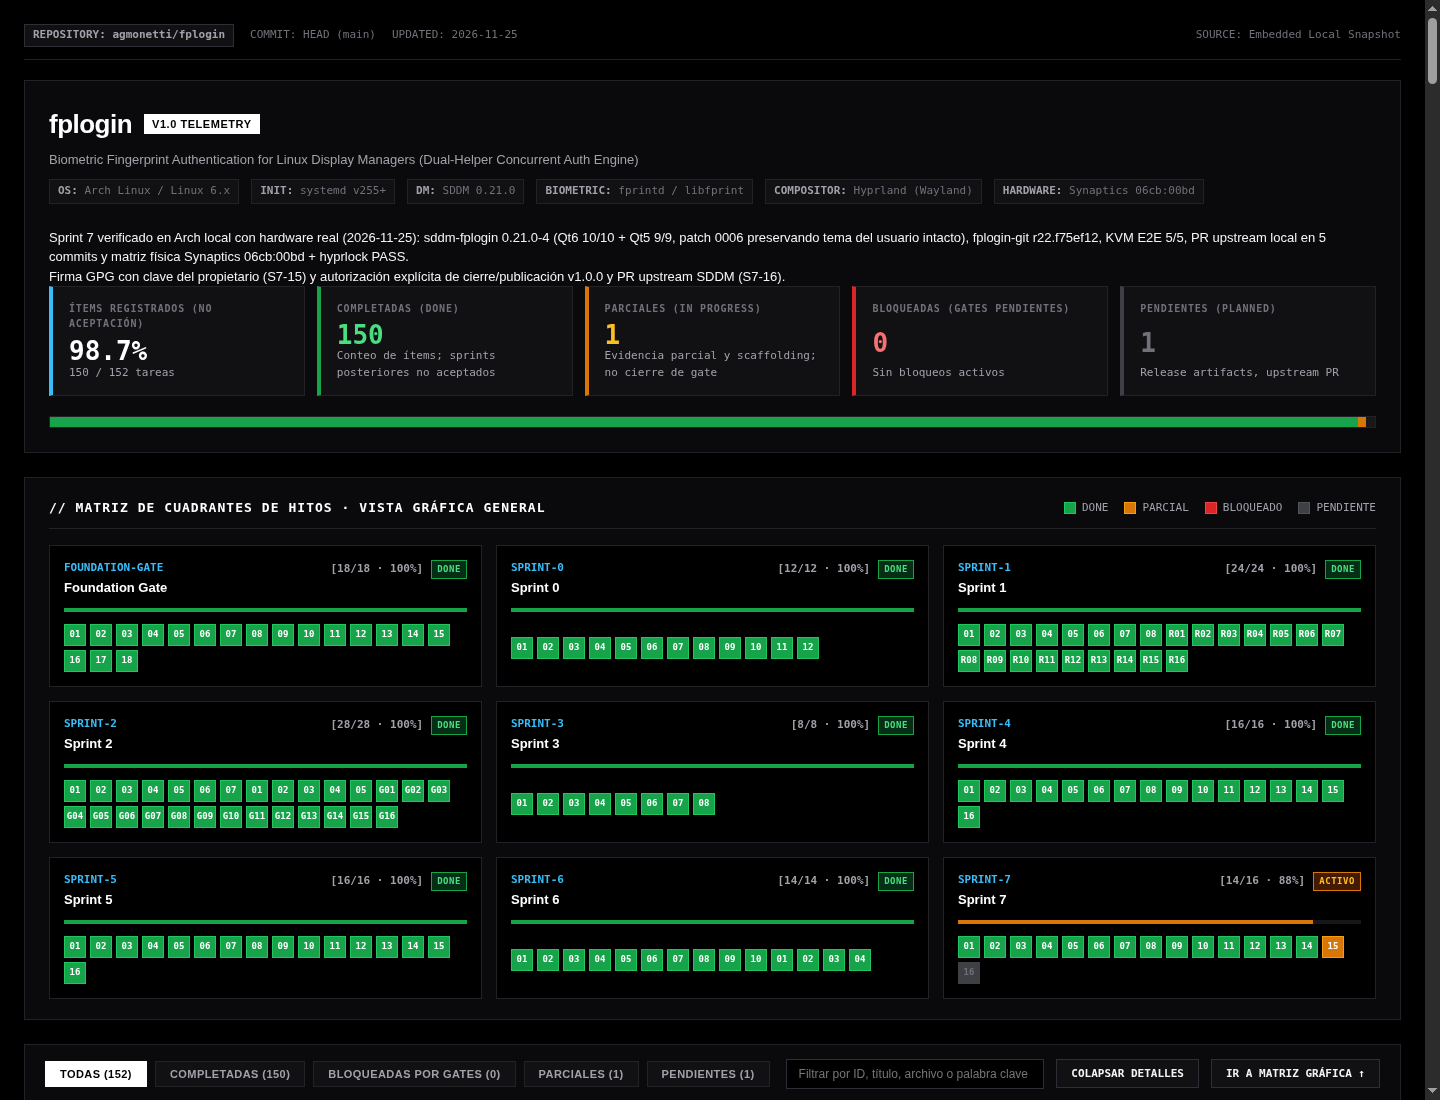 REPOSITORY: agmonetti/fplogin COMMIT: HEAD (main) UPDATED: 2026-11-25 SOURCE: Embedded Local Snapshot
fplogin V1.0 TELEMETRY
Biometric Fingerprint Authentication for Linux Display Managers (Dual-Helper Concurrent Auth Engine)
OS: Arch Linux / Linux 6.x INIT: systemd v255+ DM: SDDM 0.21.0 BIOMETRIC: fprintd / libfprint COMPOSITOR: Hyprland (Wayland) HARDWARE: Synaptics 06cb:00bd
Sprint 7 verificado en Arch local con hardware real (2026-11-25): sddm-fplogin 0.21.0-4 (Qt6 10/10 + Qt5 9/9, patch 0006 preservando tema del usuario intacto), fplogin-git r22.f75ef12, KVM E2E 5/5, PR upstream local en 5
commits y matriz física Synaptics 06cb:00bd + hyprlock PASS.
Firma GPG con clave del propietario (S7-15) y autorización explícita de cierre/publicación v1.0.0 y PR upstream SDDM (S7-16).
ÍTEMS REGISTRADOS (NO
ACEPTACIÓN)
98.7%
150 / 152 tareas
COMPLETADAS (DONE)
150
Conteo de ítems; sprints
posteriores no aceptados
PARCIALES (IN PROGRESS)
1
Evidencia parcial y scaffolding;
no cierre de gate
BLOQUEADAS (GATES PENDIENTES)
0
Sin bloqueos activos
PENDIENTES (PLANNED)
1
Release artifacts, upstream PR
// MATRIZ DE CUADRANTES DE HITOS · VISTA GRÁFICA GENERAL DONE PARCIAL BLOQUEADO PENDIENTE
FOUNDATION-GATE [18/18 · 100%] DONE
Foundation Gate
01 02 03 04 05 06 07 08 09 10 11 12 13 14 15
16 17 18
SPRINT-0 [12/12 · 100%] DONE
Sprint 0
01 02 03 04 05 06 07 08 09 10 11 12
SPRINT-1 [24/24 · 100%] DONE
Sprint 1
01 02 03 04 05 06 07 08 R01 R02 R03 R04 R05 R06 R07
R08 R09 R10 R11 R12 R13 R14 R15 R16
SPRINT-2 [28/28 · 100%] DONE
Sprint 2
01 02 03 04 05 06 07 01 02 03 04 05 G01 G02 G03
G04 G05 G06 G07 G08 G09 G10 G11 G12 G13 G14 G15 G16
SPRINT-3 [8/8 · 100%] DONE
Sprint 3
01 02 03 04 05 06 07 08
SPRINT-4 [16/16 · 100%] DONE
Sprint 4
01 02 03 04 05 06 07 08 09 10 11 12 13 14 15
16
SPRINT-5 [16/16 · 100%] DONE
Sprint 5
01 02 03 04 05 06 07 08 09 10 11 12 13 14 15
16
SPRINT-6 [14/14 · 100%] DONE
Sprint 6
01 02 03 04 05 06 07 08 09 10 01 02 03 04
SPRINT-7 [14/16 · 88%] ACTIVO
Sprint 7
01 02 03 04 05 06 07 08 09 10 11 12 13 14 15
16
TODAS (152) COMPLETADAS (150) BLOQUEADAS POR GATES (0) PARCIALES (1) PENDIENTES (1) Filtrar por ID, título, archivo o palabra clave COLAPSAR DETALLES IR A MATRIZ GRÁFICA ↑